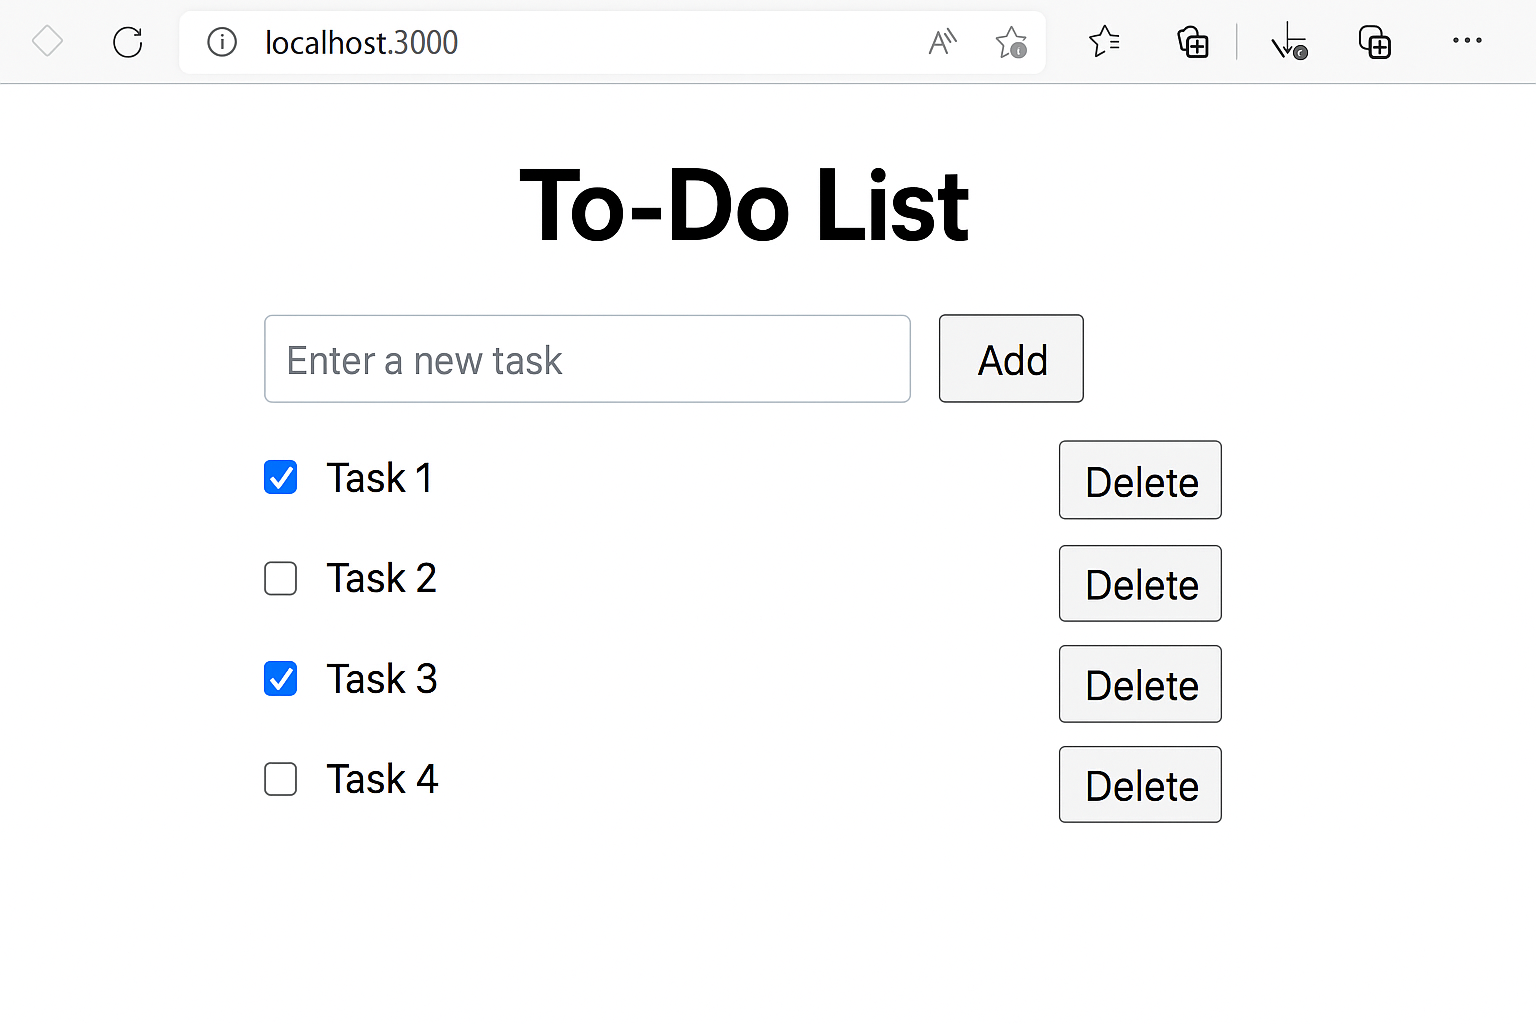 localhost.3000
To-Do List
Enter a new task Add
Task 1 Delete
Task 2 Delete
Task 3 Delete
Task 4 Delete